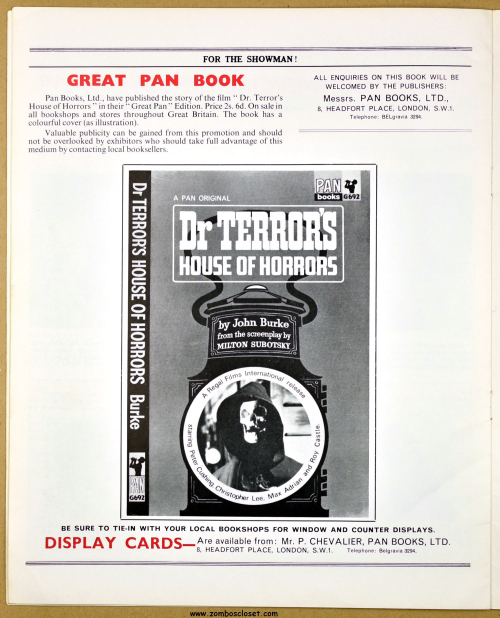 FOR THE SHOWMAN!
GREAT PAN BOOK
Pan Books, Ltd., have published the story of the film “ Dr. Terror’s
House of Horrors ” in their “ Great Pan ” Edition. Price 2s. 6d. On sale in
all bookshops and stores throughout Great Britain. The book has a
colourful cover (as illustration).
Valuable publicity can be gained from this promotion and should
not be overlooked by exhibitors who should take full advantage of this
medium by contacting local booksellers.
ALL ENQUIRIES ON THIS BOOK WILL BE
WELCOMED BY THE PUBLISHERS:
Messrs. PAN BOOKS, LTD.,
8, HEADFORT PLACE, LONDON, S.W.1.
Telephone: BELgravia 3294.
Dr TERROR'S HOUSE OF HORRORS Burke
PAN
G692
A PAN ORIGINAL
PAN
books G692
Dr TERROR'S
HOUSE OF HORRORS
by John Burke
from the screenplay by
MILTON SUBOTSKY
A Regal Films International release
starring Peter Cushing, Christopher Lee, Max Adrian and Roy Castle.
BE SURE TO TIE-IN WITH YOUR LOCAL BOOKSHOPS FOR WINDOW AND COUNTER DISPLAYS.
DISPLAY CARDS— Are available from: Mr. P. CHEVALIER, PAN BOOKS, LTD.
8, HEADFORT PLACE, LONDON, S.W.1. Telephone: Belgravia 3294.
www.zomboscloset.com